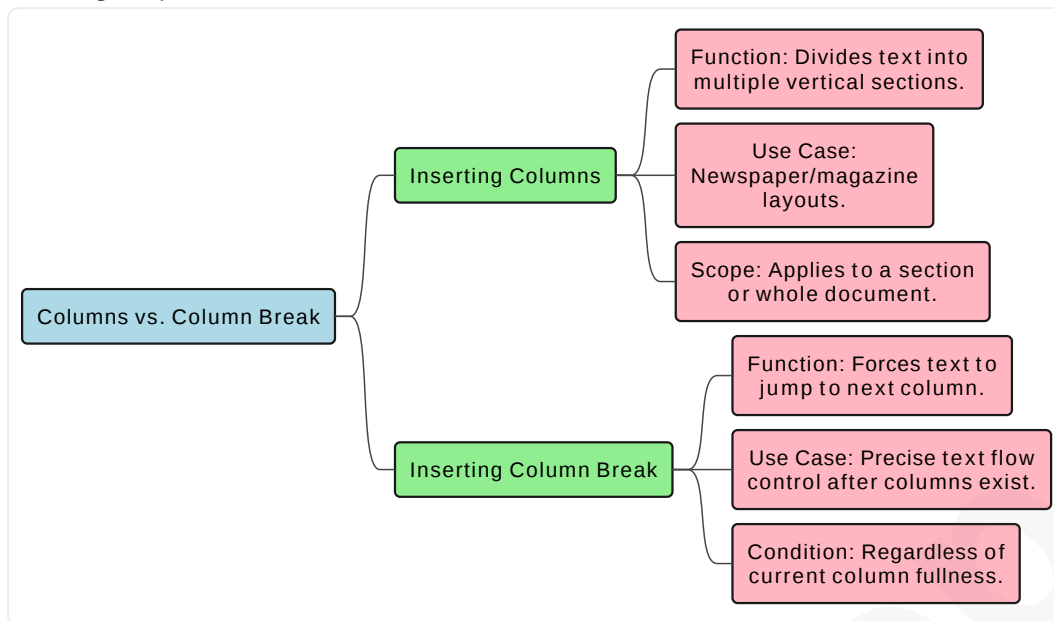 Function: Divides text into
multiple vertical sections.
Use Case:
Newspaper/magazine
layouts.
Inserting Columns
Scope: Applies to a section
or whole document.
Columns vs. Column Break
Function: Forces text to
jump to next column.
Use Case: Precise text flow
control after columns exist.
Inserting Column Break
Condition: Regardless of
current column fullness.